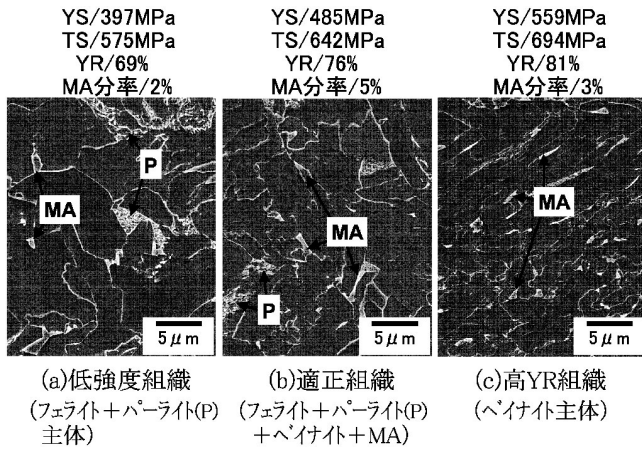 YS/397MPa
TS/575MPa
YR/69%
MA分率/2%
YS/485MPa
TS/642MPa
YR/76%
MA分率/5%
YS/559MPa
TS/694MPa
YR/81%
MA分率/3%
P
MA
5μm
MA
P
5μm
MA
5μm
(a)低強度組織
(フェライト+パーライト(P)
主体)
(b)適正組織
(フェライト+パーライト(P)
+ベイナイト+MA)
(c)高YR組織
(ベイナイト主体)